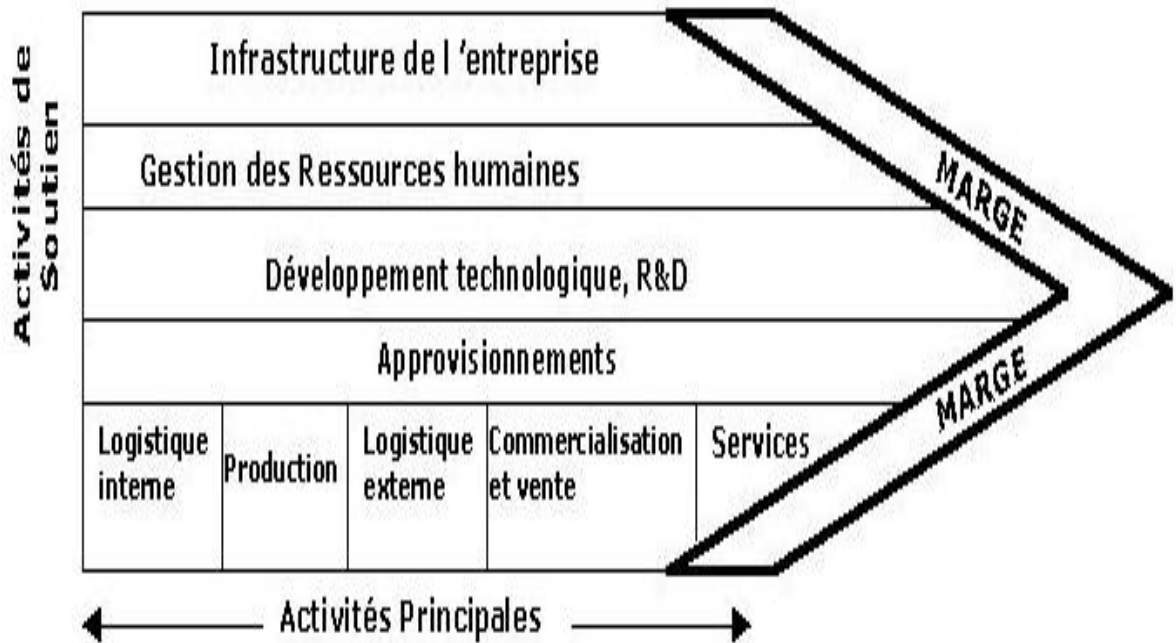 Activités de
Soutien
Infrastructure de l 'entreprise
Gestion des Ressources humaines
Développement technologique, R&D
Approvisionnements
Logistique
interne
Production
Logistique
externe
Commercialisation
et vente
Services
MARGE
MARGE
Activités Principales